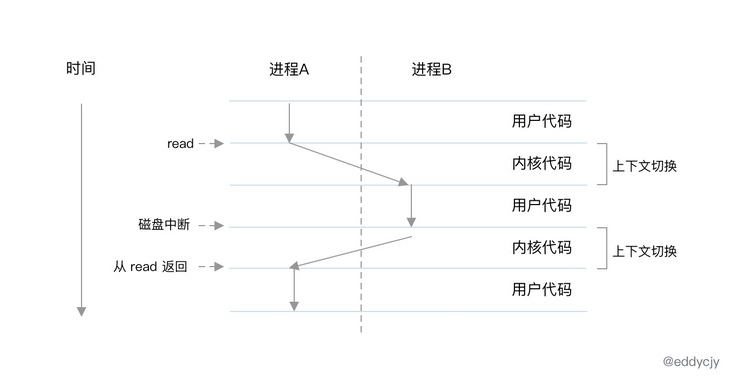 时间
进程A
进程B
用户代码
read
内核代码
上下文切换
用户代码
磁盘中断
内核代码
上下文切换
从 read 返回
用户代码
@eddycjy